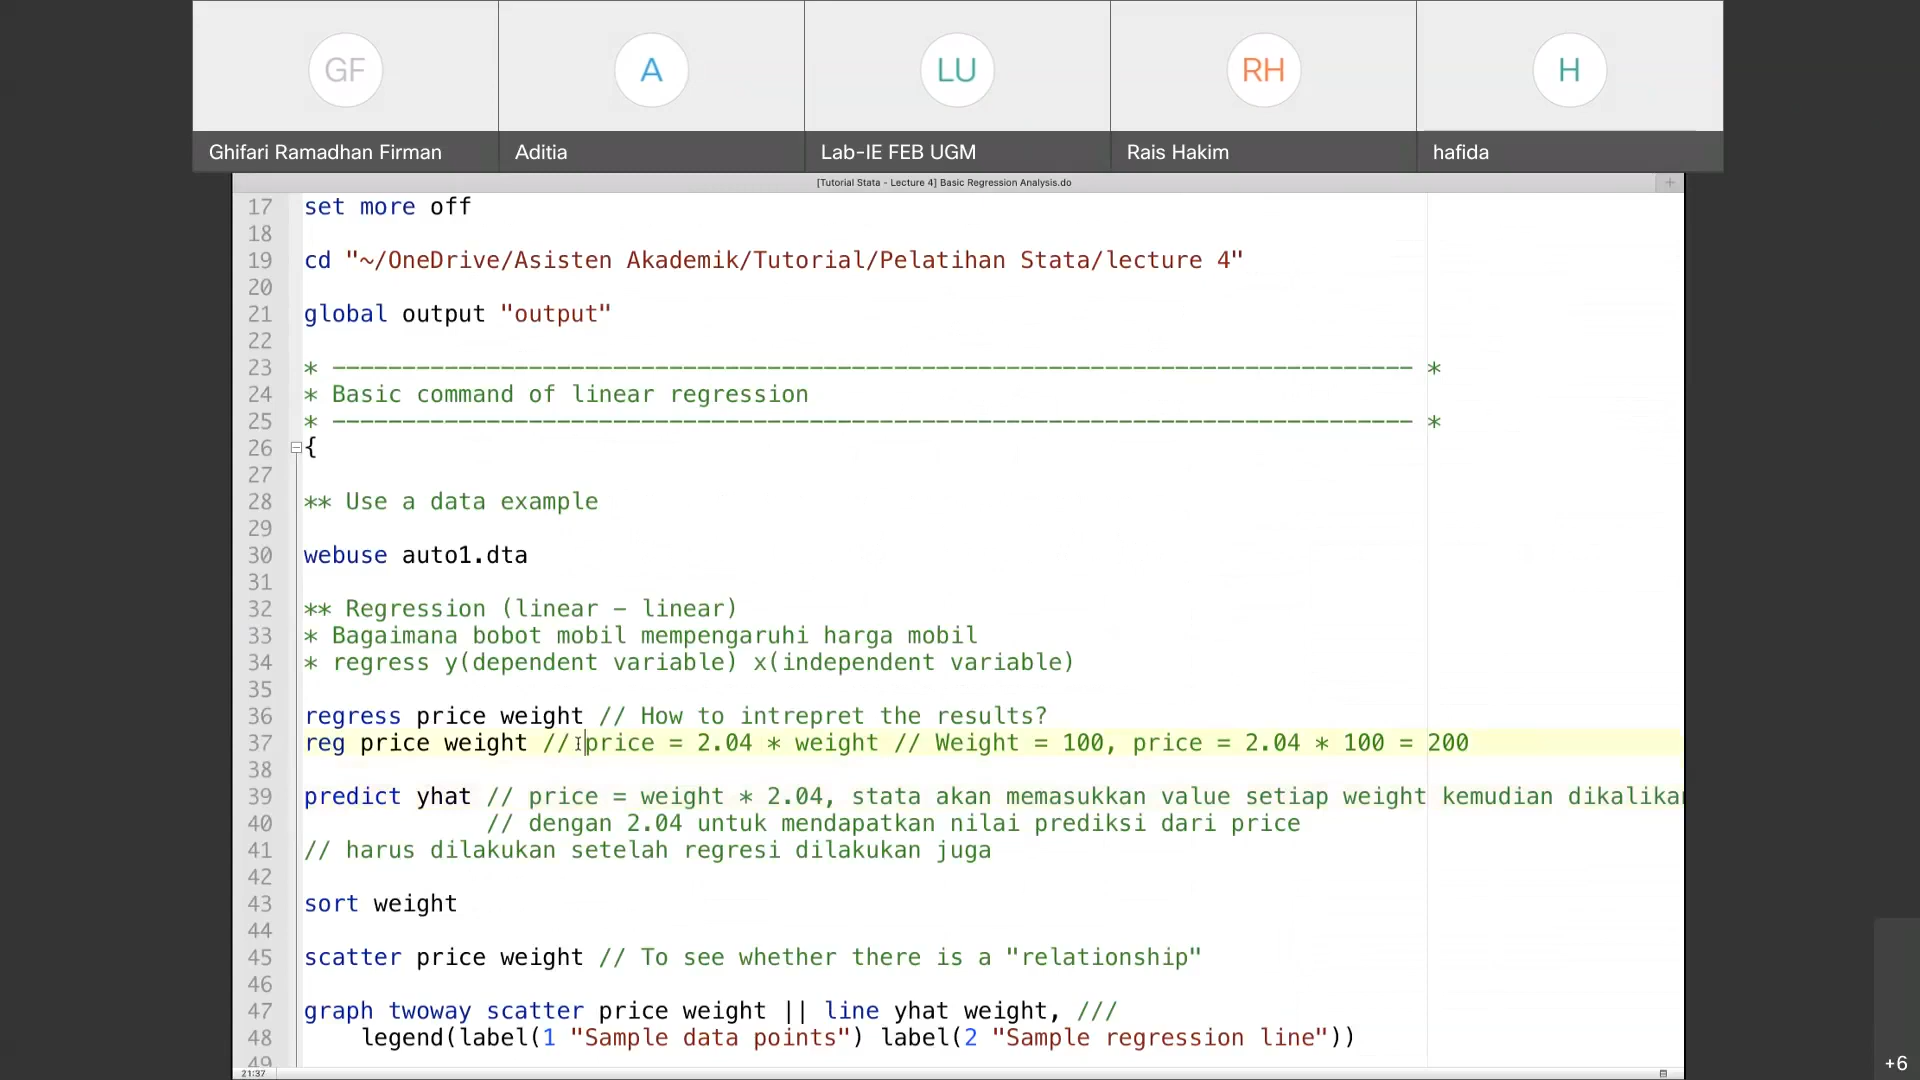 GF
A
LU
RH
H
Ghifari Ramadhan Firman
Aditia
Lab-IE FEB UGM
Rais Hakim
hafida
[Tutorial Stata - Lecture 4] Basic Regression Analysis.do
17 set more off
18
19 cd "~/OneDrive/Asisten Akademik/Tutorial/Pelatihan Stata/lecture 4"
20
21 global output "output"
22
23 * ----------------------------------------------------------------------------- *
24 * Basic command of linear regression
25 * ----------------------------------------------------------------------------- *
26 {
27
28 ** Use a data example
29
30 webuse auto1.dta
31
32 ** Regression (linear - linear)
33 * Bagaimana bobot mobil mempengaruhi harga mobil
34 * regress y(dependent variable) x(independent variable)
35
36 regress price weight // How to intrepret the results?
37 reg price weight // price = 2.04 * weight // Weight = 100, price = 2.04 * 100 = 200
38
39 predict yhat // price = weight * 2.04, stata akan memasukkan value setiap weight kemudian dikalikan
40 // dengan 2.04 untuk mendapatkan nilai prediksi dari price
41 // harus dilakukan setelah regresi dilakukan juga
42
43 sort weight
44
45 scatter price weight // To see whether there is a "relationship"
46
47 graph twoway scatter price weight || line yhat weight, ///
48 legend(label(1 "Sample data points") label(2 "Sample regression line"))
49
21:37
+6